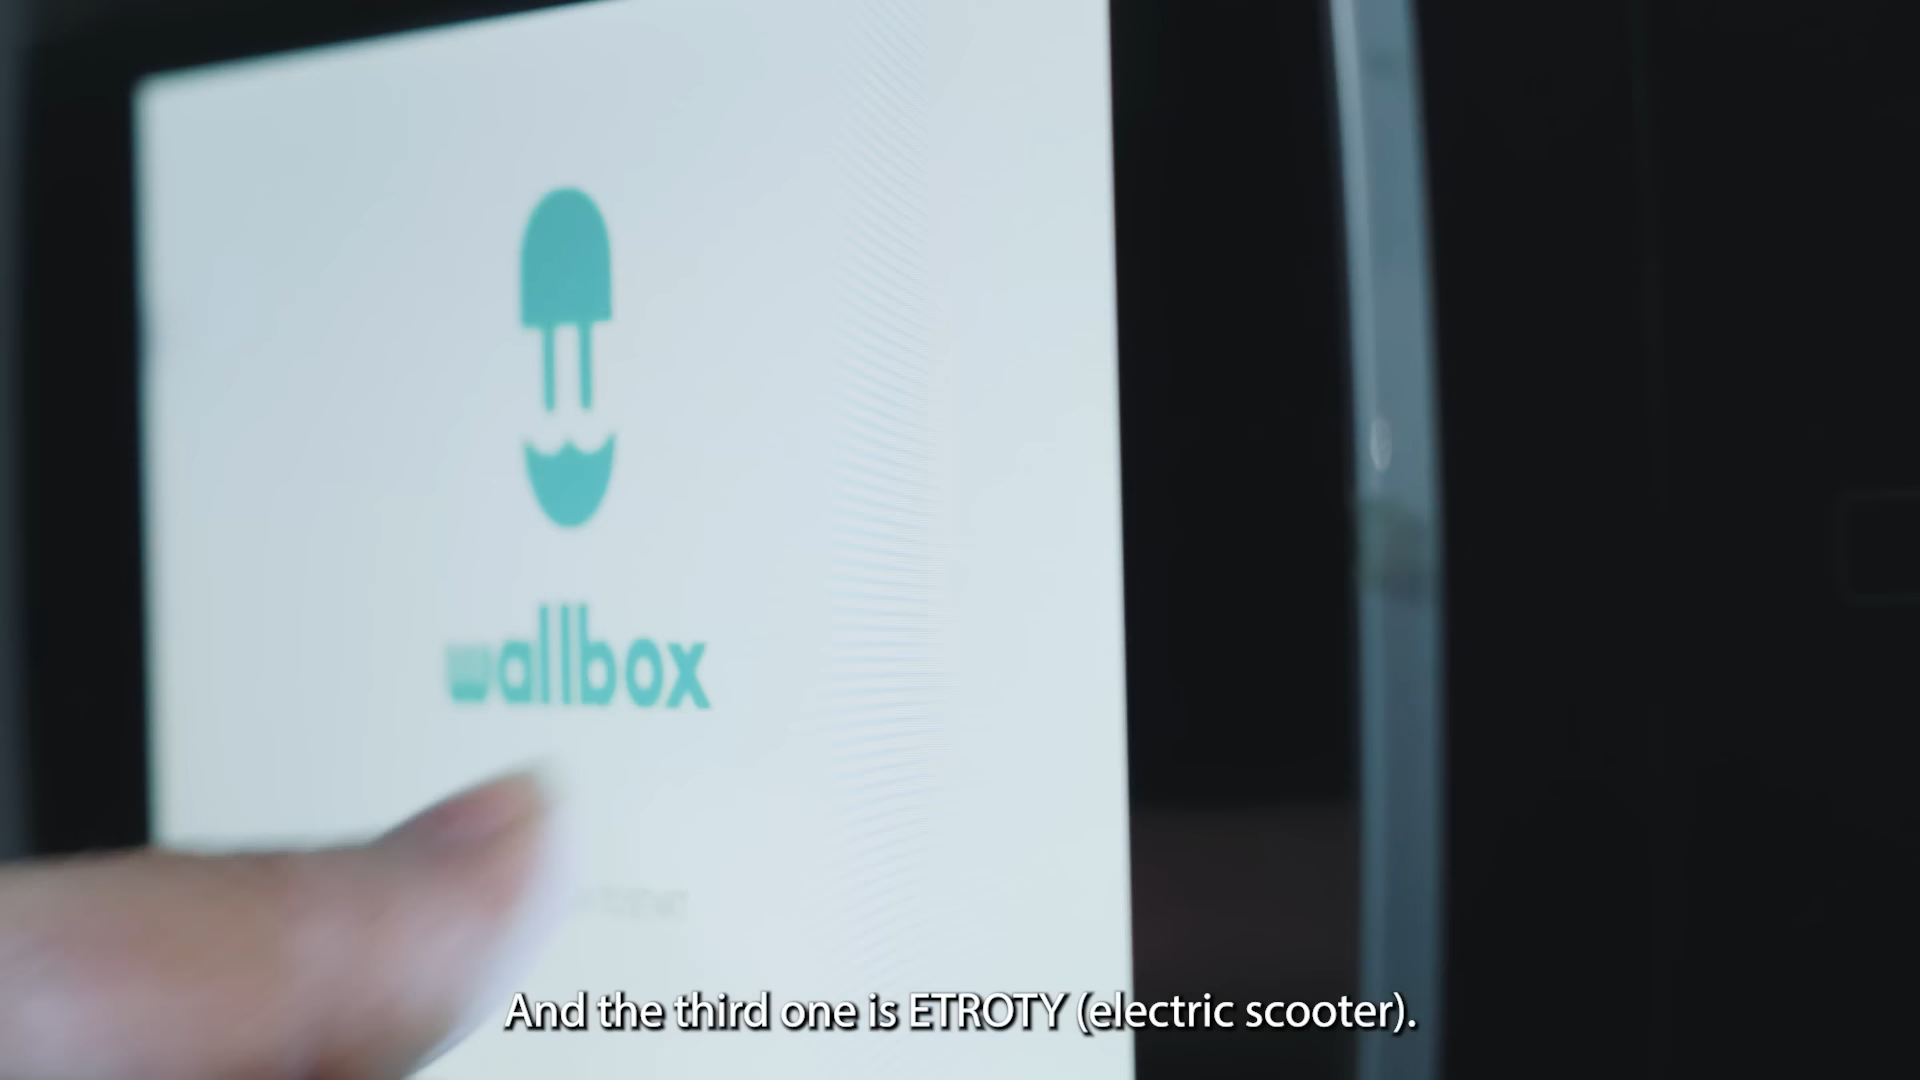 wallbox
And the third one is ETROTY (electric scooter).